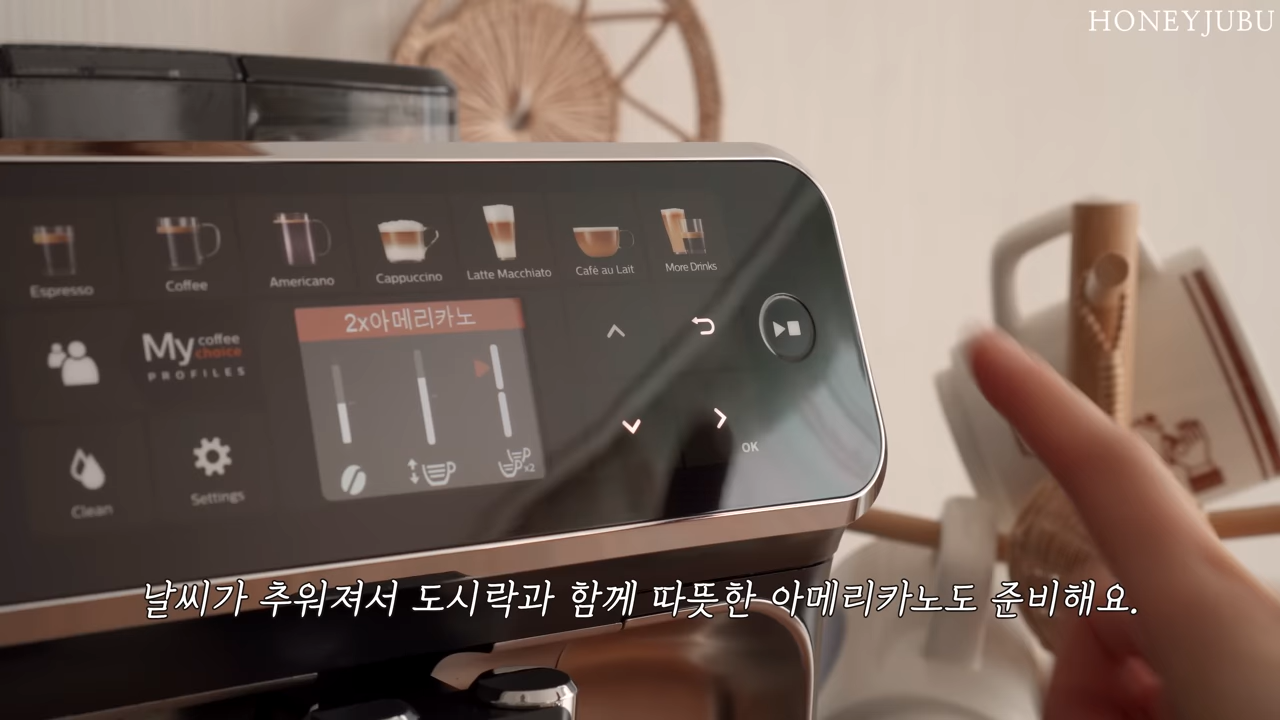 HONEYJUBU
Espresso
Coffee
Americano
Cappuccino
Latte Macchiato
Café au Lait
More Drinks
2x아메리카노
My coffee choice
PROFILES
x2
OK
Clean
Settings
날씨가 추워져서 도시락과 함께 따뜻한 아메리카노도 준비해요.